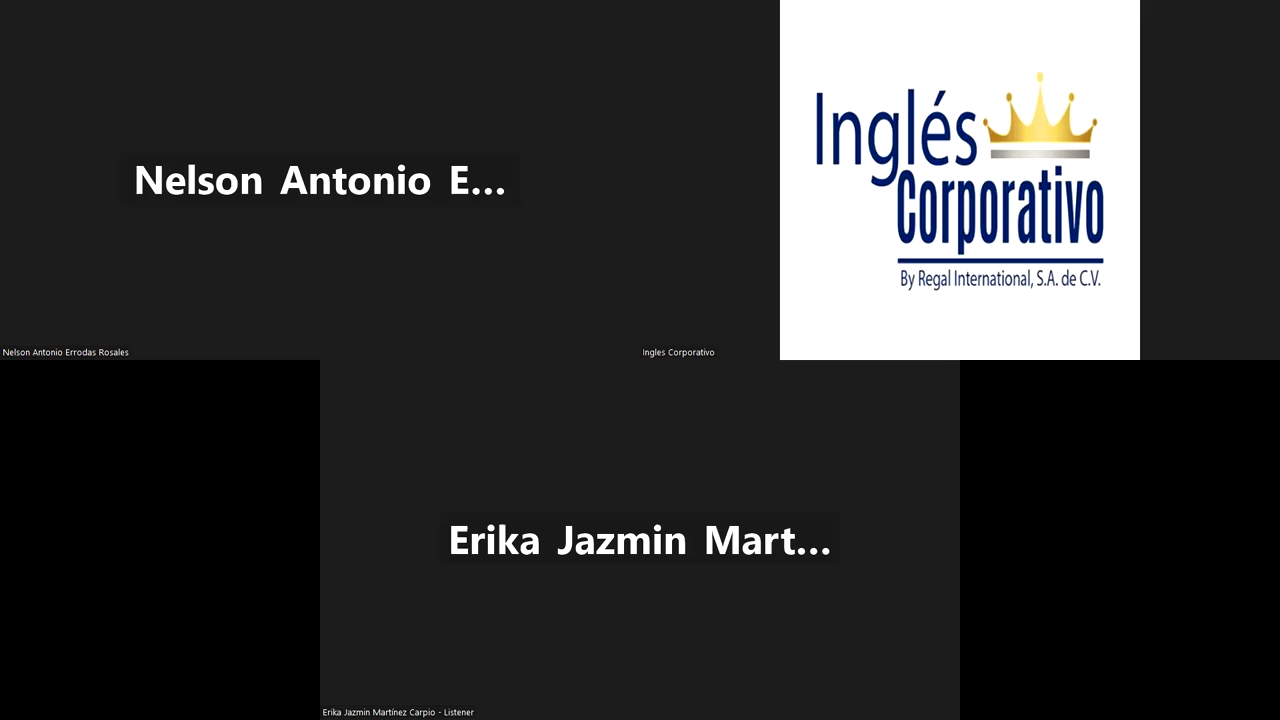 Nelson Antonio E...
Nelson Antonio Errodas Rosales
Inglés
Corporativo
By Regal International, S.A. de C.V.
Ingles Corporativo
Erika Jazmin Mart...
Erika Jazmin Martínez Carpio - Listener